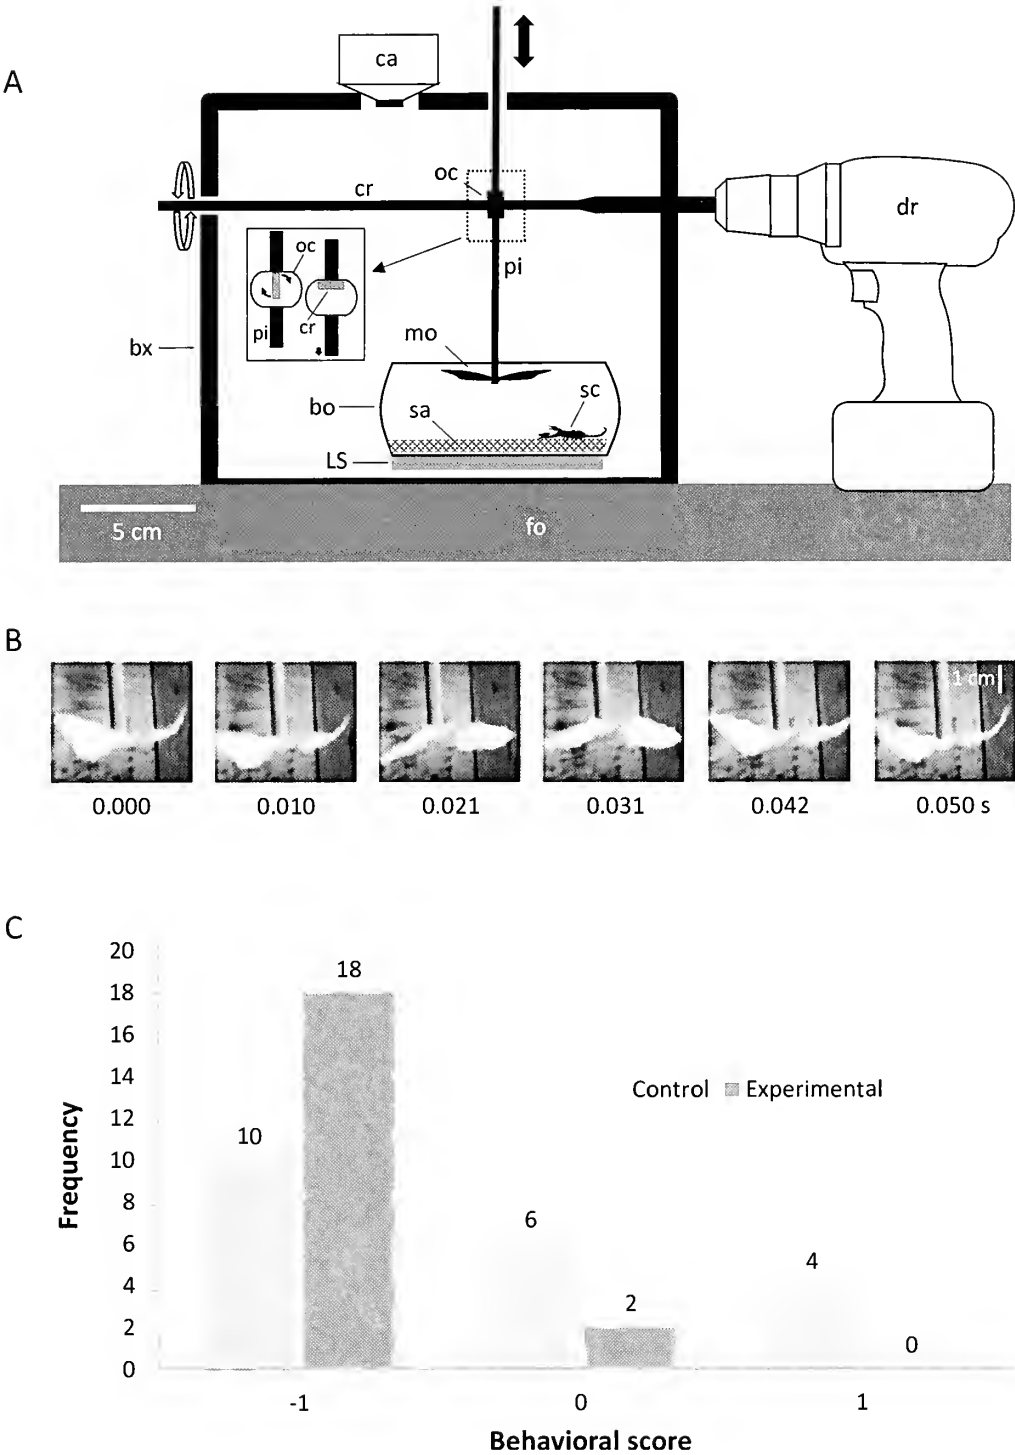 A
ca
oc
cr
dr
oc
pi
pi
cr
bx
mo
bo
sa
sc
LS
5 cm
fo
B
1 cm
0.000
0.010
0.021
0.031
0.042
0.050 s
C
20
18
16
14
12
10
8
6
4
2
0
Frequency
10
18
6
2
4
0
Control Experimental
-1
0
1
Behavioral score